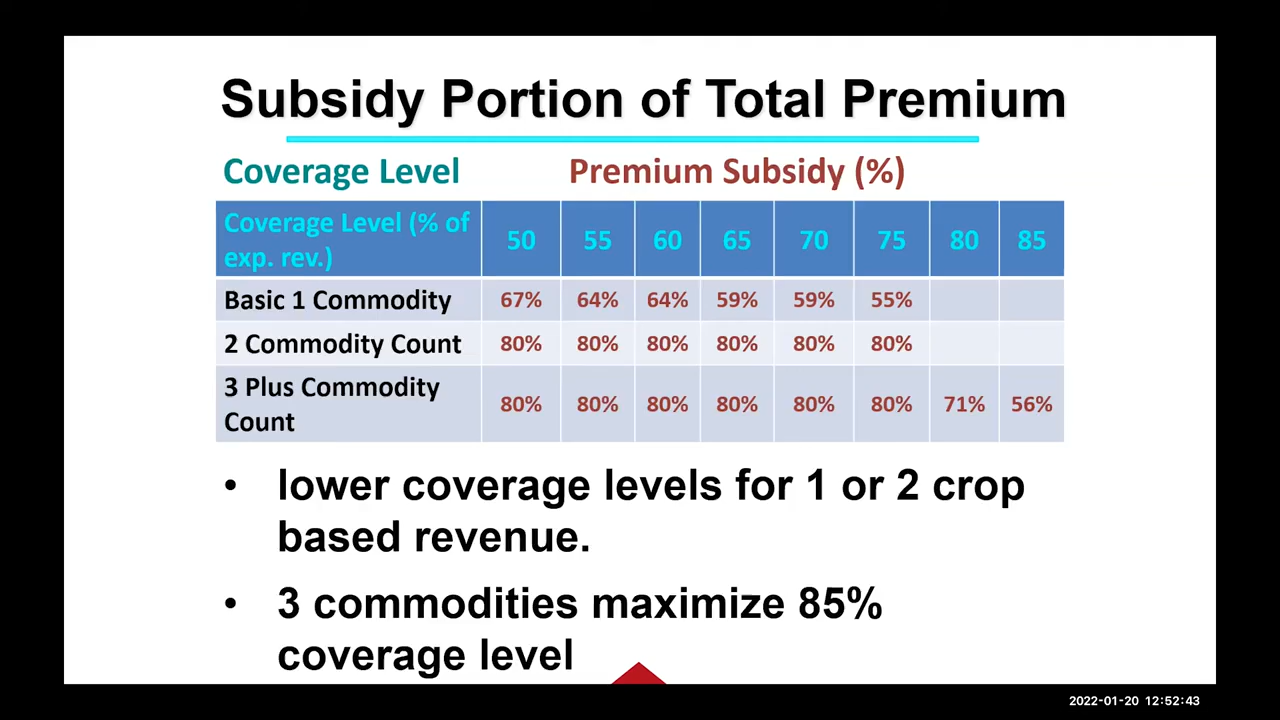 Subsidy Portion of Total Premium
Coverage Level Premium Subsidy (%)
Coverage Level (% of
exp. rev.) 50 55 60 65 70 75 80 85
Basic 1 Commodity 67% 64% 64% 59% 59% 55%
2 Commodity Count 80% 80% 80% 80% 80% 80%
3 Plus Commodity
Count 80% 80% 80% 80% 80% 80% 71% 56%
• lower coverage levels for 1 or 2 crop
based revenue.
• 3 commodities maximize 85%
coverage level
2022-01-20 12:52:43